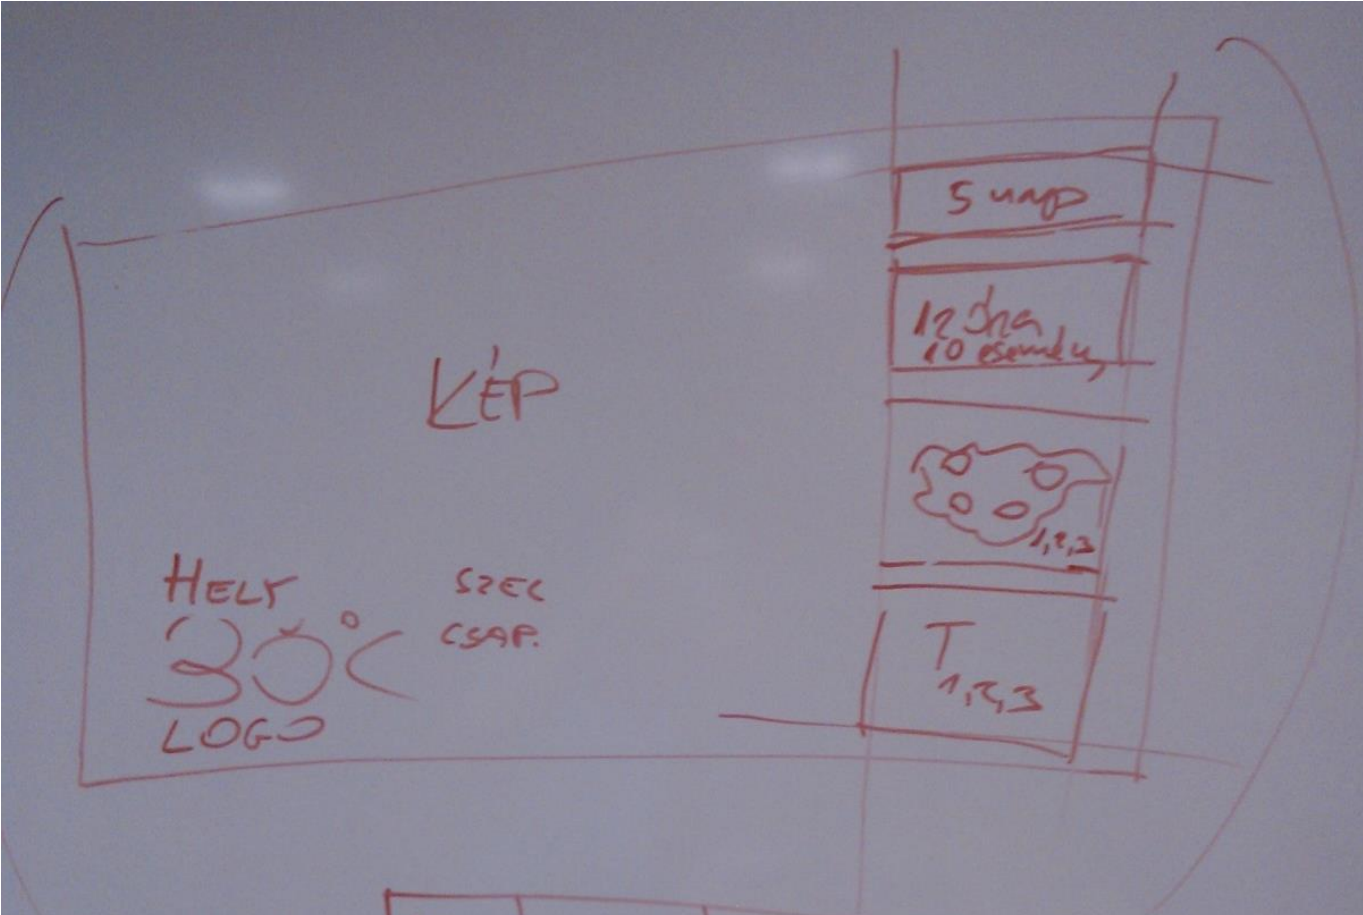 KÉP
HELY
30°C
LOGO
SZEL
CSAP.
5 nap
12 óra
10 esemény
1,2,3
T
1,2,3